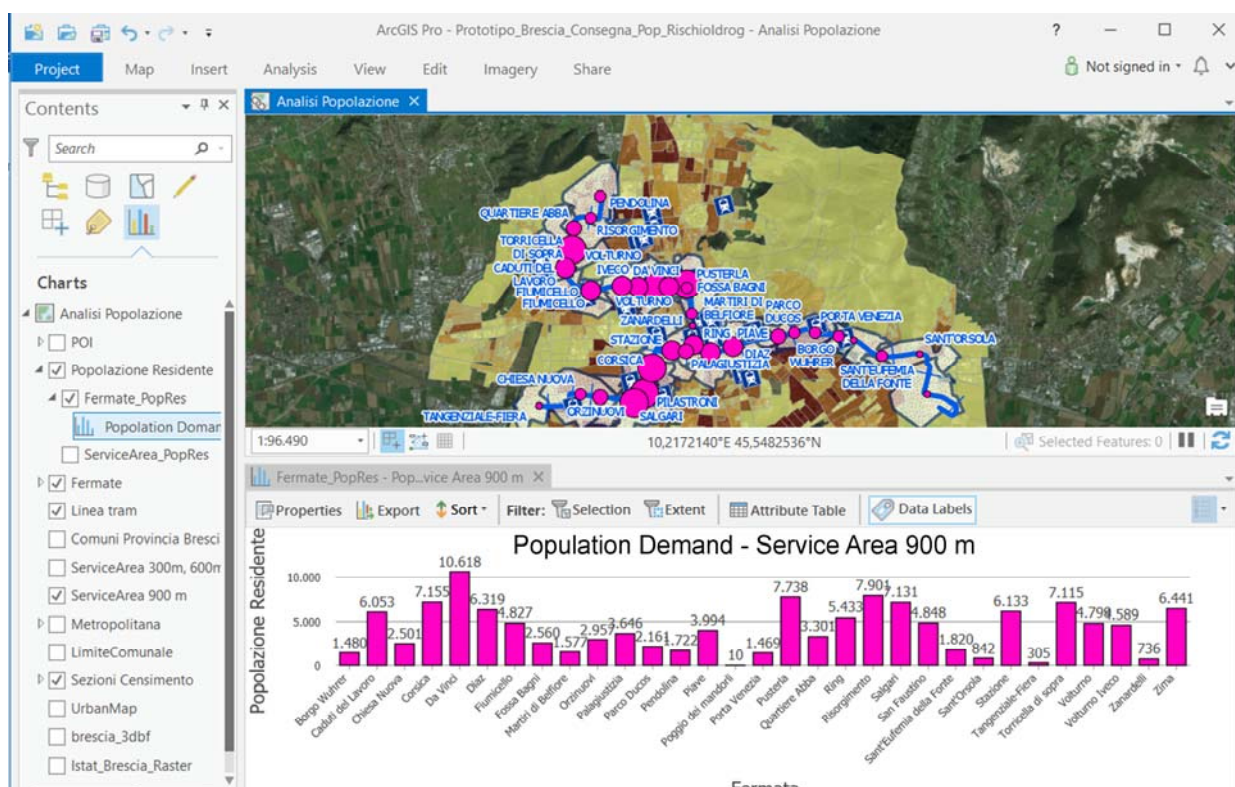 ArcGIS Pro - Prototipo_Brescia_Consegna_Pop_RischioIdrog - Analisi Popolazione
?
Project Map Insert Analysis View Edit Imagery Share
Not signed in
Contents
Search
Charts
Analisi Popolazione
POI
Popolazione Residente
Fermate_PopRes
Popolation Domar
ServiceArea_PopRes
Fermate
Linea tram
Comuni Provincia Bresci
ServiceArea 300m, 600m
ServiceArea 900 m
Metropolitana
LimiteComunale
Sezioni Censimento
UrbanMap
brescia_3dbf
Istat_Brescia_Raster
Analisi Popolazione
PENDOLINA
QUARTIERE ABBA
RISORGIMENTO
TORRICELLA
DI SOPRA
VOLTURNO
CADUTI DEL
LAVORO
IVECO DA VINCI
PUSTERLA
FIUMICELLO
FOSSA BAGNI
FIUMICELLO
VOLTURNO
MARTIRI DI
BELFIORE
PARCO
DUCOS
ZANARDELLI
PORTA VENEZIA
STAZIONE
RING PIAVE
SANT'ORSOLA
CORSICA
DIAZ
BORGO
WUHRER
PALAGIUSTIZIA
SANT'EUFEMIA
DELLA FONTE
CHIESA NUOVA
PILASTRONI
TANGENZIALE-FIERA
ORZINUOVI
SALGARI
1:96.490
10,2172140°E 45,5482536°N
Selected Features: 0
Fermate_PopRes - Pop...vice Area 900 m
Properties Export Sort Filter: Selection Extent Attribute Table Data Labels
Population Demand - Service Area 900 m
Popolazione Residente
10.000
5.000
0
1.480 6.053 2.501 7.155 10.618 6.319 4.827 2.560 1.577 2.957 3.646 2.161 1.722 3.994 10 1.469 7.738 3.301 5.433 7.901 7.131 4.848 1.820 842 6.133 305 7.115 4.798 4.589 736 6.441
Borgo Wuhrer
Caduti del Lavoro
Chiesa Nuova
Corsica
Da Vinci
Diaz
Fiumicello
Fossa Bagni
Martiri di Belfiore
Orzinuovi
Palagiustizia
Parco Ducos
Pendolina
Piave
Poggio dei mandorli
Porta Venezia
Pusterla
Quartiere Abba
Ring
Risorgimento
Salgari
San Faustino
Sant'Eufemia della Fonte
Sant'Orsola
Stazione
Tangenziale-Fiera
Torricella di sopra
Volturno
Volturno Iveco
Zanardelli
Zima